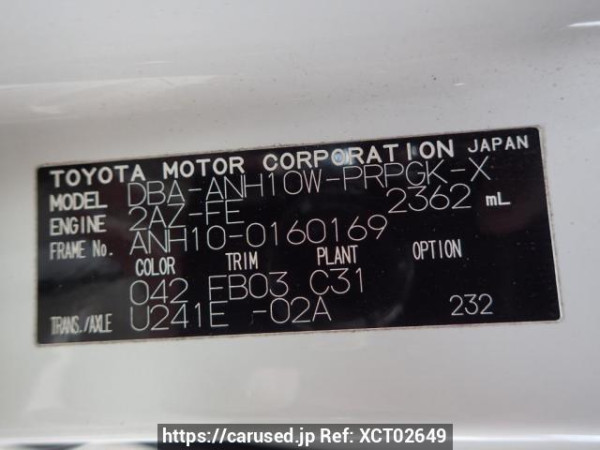 TOYOTA MOTOR CORPORATION JAPAN
MODEL DBA-ANH10W-PRPGK-X
ENGINE 2AZ-FE 2362 mL
FRAME No. ANH10-0160169
COLOR TRIM PLANT OPTION
042 FB03 C31
TRANS./AXLE U241E -02A 232
https://carused.jp Ref: XCT02649